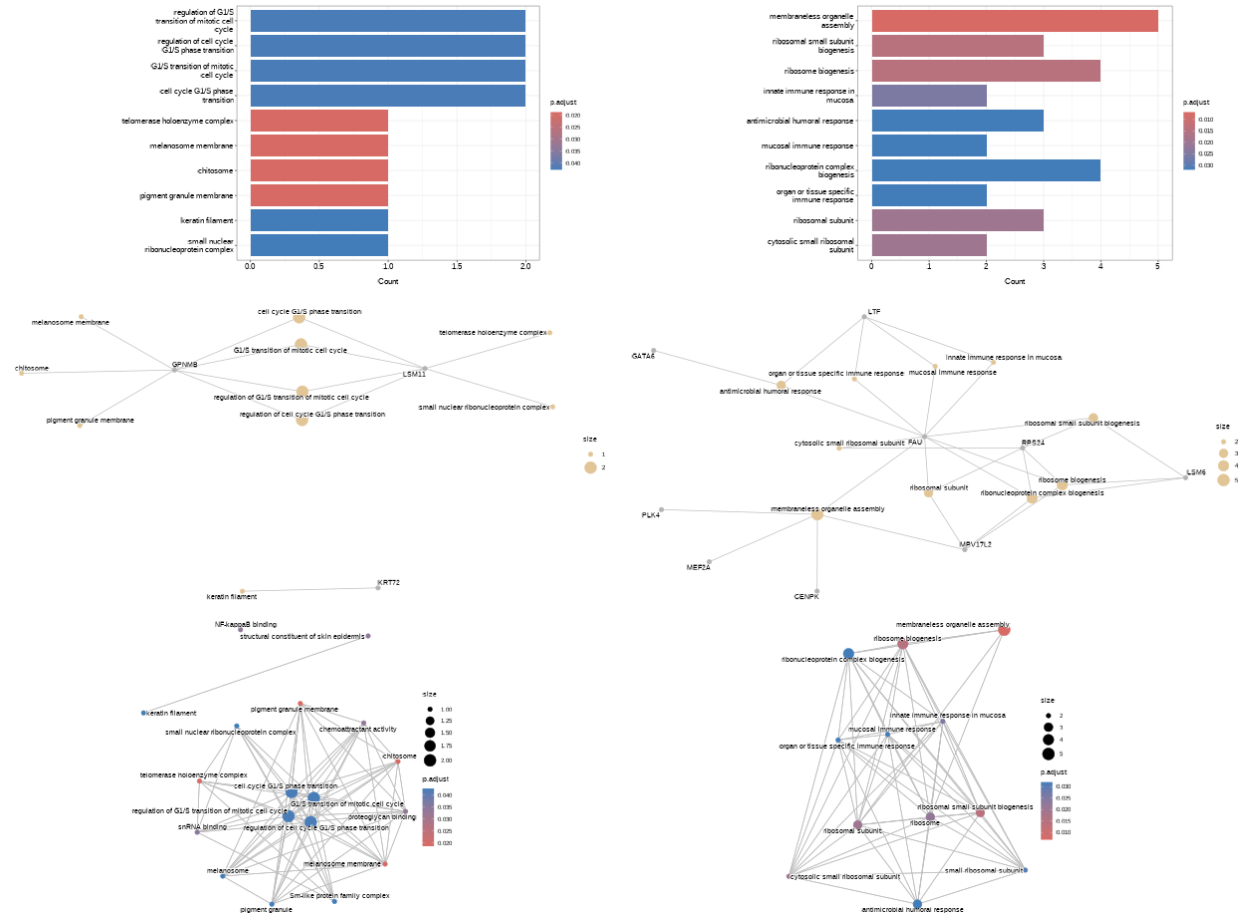 regulation of G1/S
transition of mitotic cell
cycle
regulation of cell cycle
G1/S phase transition
G1/S transition of mitotic
cell cycle
cell cycle G1/S phase
transition
telomerase holoenzyme complex
melanosome membrane
chitosome
pigment granule membrane
keratin filament
small nuclear
ribonucleoprotein complex
0.0
0.5
1.0
1.5
2.0
Count
p.adjust
0.020
0.025
0.030
0.035
0.040
membraneless organelle
assembly
ribosomal small subunit
biogenesis
ribosome biogenesis
innate immune response in
mucosa
antimicrobial humoral response
mucosal immune response
ribonucleoprotein complex
biogenesis
organ or tissue specific
immune response
ribosomal subunit
cytosolic small ribosomal
subunit
0
1
2
3
4
5
Count
p.adjust
0.010
0.015
0.020
0.025
0.030
cell cycle G1/S phase transition
melanosome membrane
telomerase holoenzyme complex
G1/S transition of mitotic cell cycle
GPNMB
chitosome
LSM11
regulation of G1/S transition of mitotic cell cycle
small nuclear ribonucleoprotein complex
regulation of cell cycle G1/S phase transition
pigment granule membrane
size
1
2
KRT72
keratin filament
LTF
GATA6
innate immune response in mucosa
organ or tissue specific immune response
mucosal immune response
antimicrobial humoral response
ribosomal small subunit biogenesis
cytosolic small ribosomal subunit
FAU
RPS24
LSM6
ribosome biogenesis
ribosomal subunit
ribonucleoprotein complex biogenesis
membraneless organelle assembly
PLK4
MRV17L2
MEF2A
CENPK
size
2
3
4
5
NF-kappaB binding
structural constituent of skin epidermis
keratin filament
pigment granule membrane
small nuclear ribonucleoprotein complex
chemoattractant activity
chitosome
telomerase holoenzyme complex
cell cycle G1/S phase transition
G1/S transition of mitotic cell cycle
regulation of G1/S transition of mitotic cell cycle
proteoglycan binding
snRNA binding
regulation of cell cycle G1/S phase transition
melanosome membrane
melanosome
Sm-like protein family complex
pigment granule
size
1.00
1.25
1.50
1.75
2.00
p.adjust
0.040
0.035
0.030
0.025
0.020
membraneless organelle assembly
ribosome biogenesis
ribonucleoprotein complex biogenesis
innate immune response in mucosa
mucosal immune response
organ or tissue specific immune response
ribosomal small subunit biogenesis
ribosome
ribosomal subunit
cytosolic small ribosomal subunit
small ribosomal subunit
antimicrobial humoral response
size
2
3
4
5
p.adjust
0.030
0.025
0.020
0.015
0.010